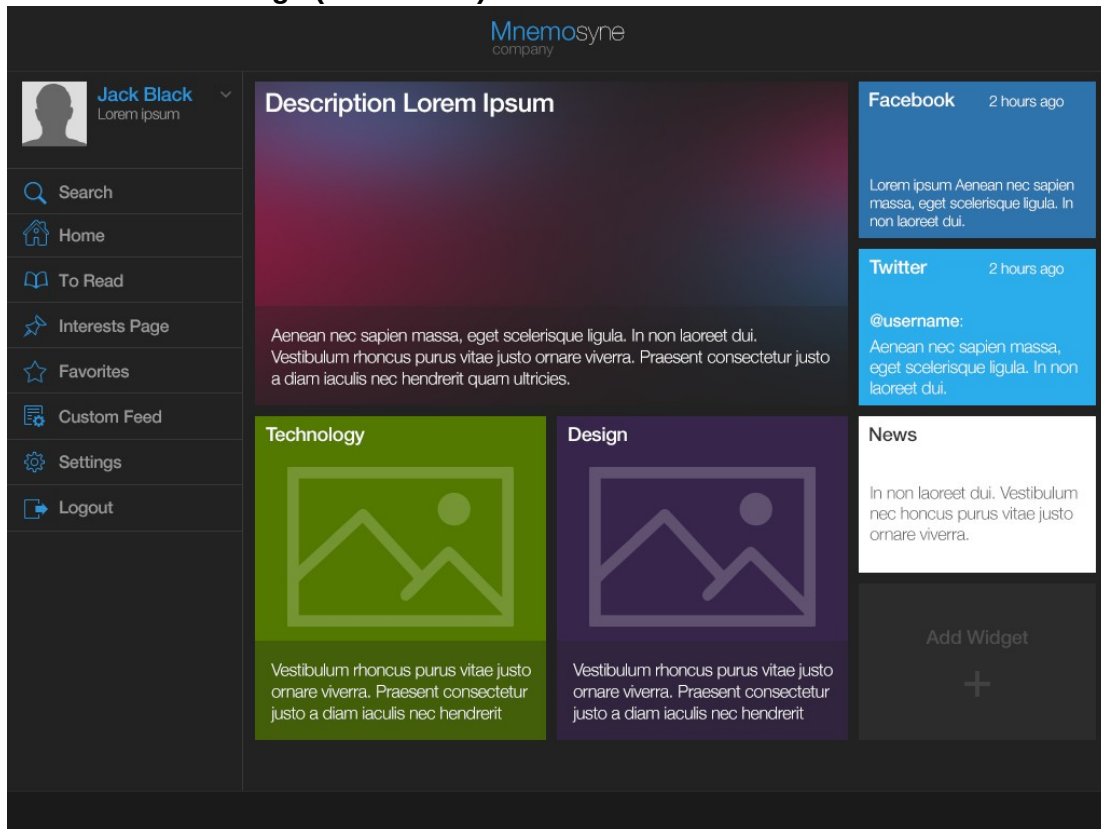 Mnemosyne
company
Jack Black
Lorem ipsum
Search
Home
To Read
Interests Page
Favorites
Custom Feed
Settings
Logout
Description Lorem Ipsum
Aenean nec sapien massa, eget scelerisque ligula. In non laoreet dui.
Vestibulum rhoncus purus vitae justo ornare viverra. Praesent consectetur justo
a diam iaculis nec hendrerit quam ultricies.
Technology
Vestibulum rhoncus purus vitae justo
ornare viverra. Praesent consectetur
justo a diam iaculis nec hendrerit
Design
Vestibulum rhoncus purus vitae justo
ornare viverra. Praesent consectetur
justo a diam iaculis nec hendrerit
Facebook 2 hours ago
Lorem ipsum Aenean nec sapien
massa, eget scelerisque ligula. In
non laoreet dui.
Twitter 2 hours ago
@username:
Aenean nec sapien massa,
eget scelerisque ligula. In non
laoreet dui.
News
In non laoreet dui. Vestibulum
nec honcus purus vitae justo
ornare viverra.
Add Widget
+